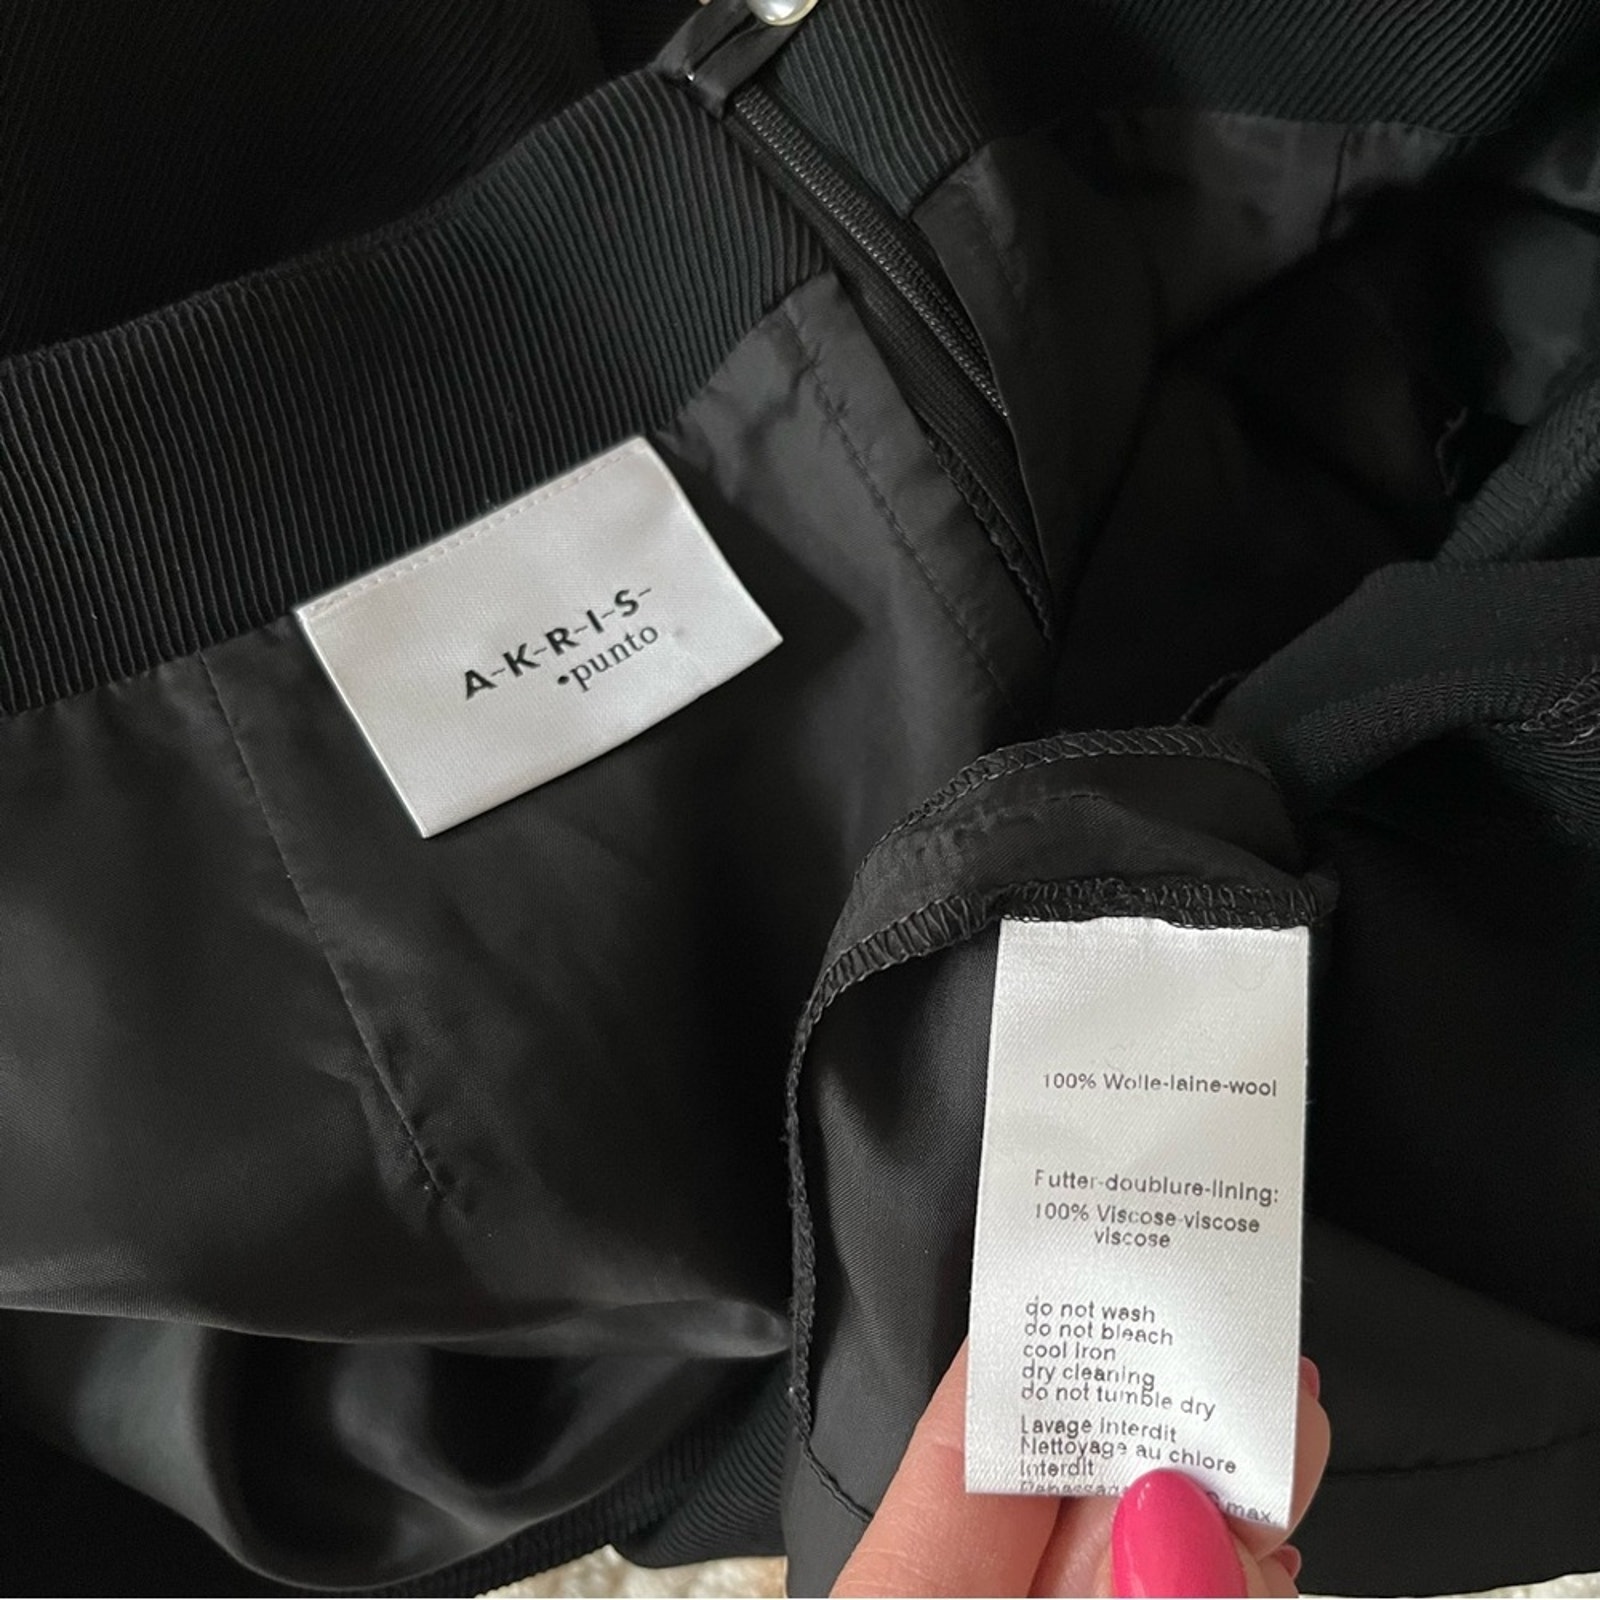 A-K-R-I-S-
•punto
100% Wolle-laine-wool
Futter-doublure-lining:
100% Viscose-viscose
viscose
do not wash
do not bleach
cool iron
dry cleaning
do not tumble dry
Lavage interdit
Nettoyage au chlore
interdit
max